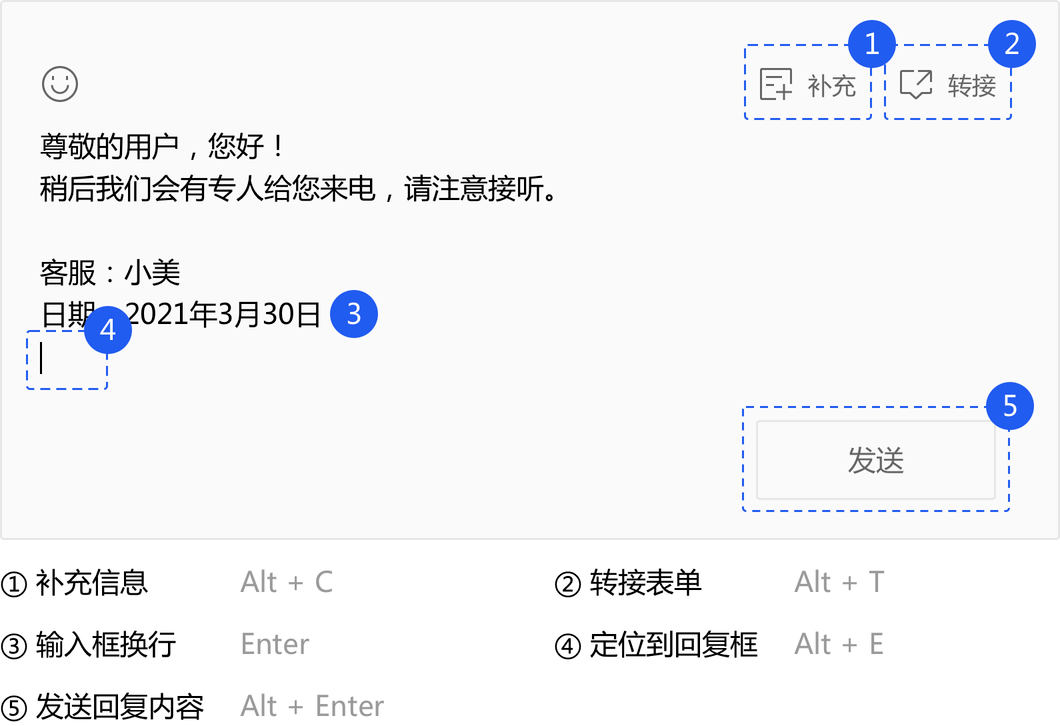 1
2
补充
转接
尊敬的用户，您好！
稍后我们会有专人给您来电，请注意接听。
客服：小美
日期 2021年3月30日
3
4
5
发送
① 补充信息 Alt + C
② 转接表单 Alt + T
③ 输入框换行 Enter
④ 定位到回复框 Alt + E
⑤ 发送回复内容 Alt + Enter